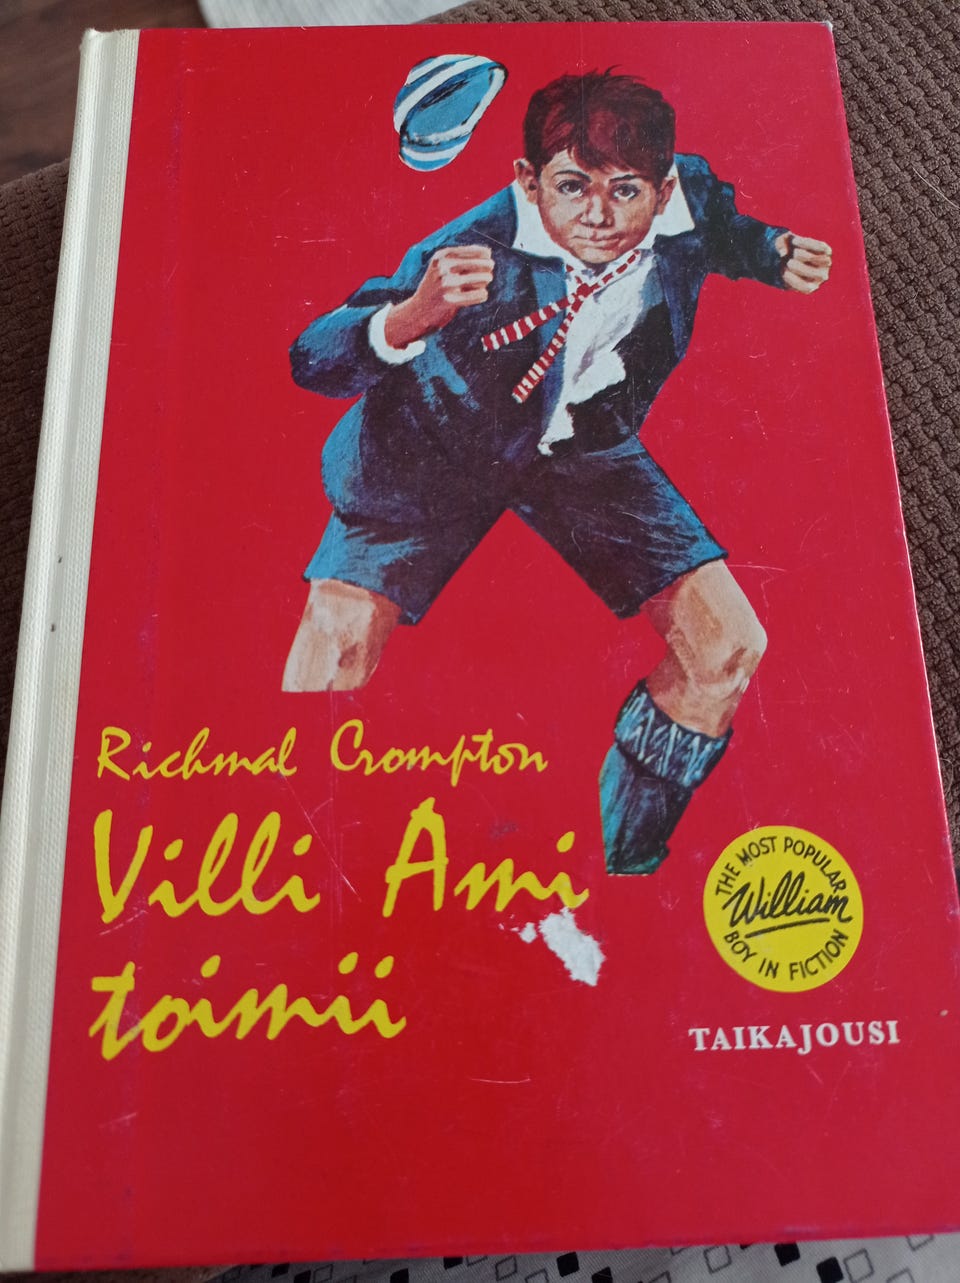 Richmal Crompton
Villi Ami
toimii
THE MOST POPULAR
William
BOY IN FICTION
TAIKAJOUSI